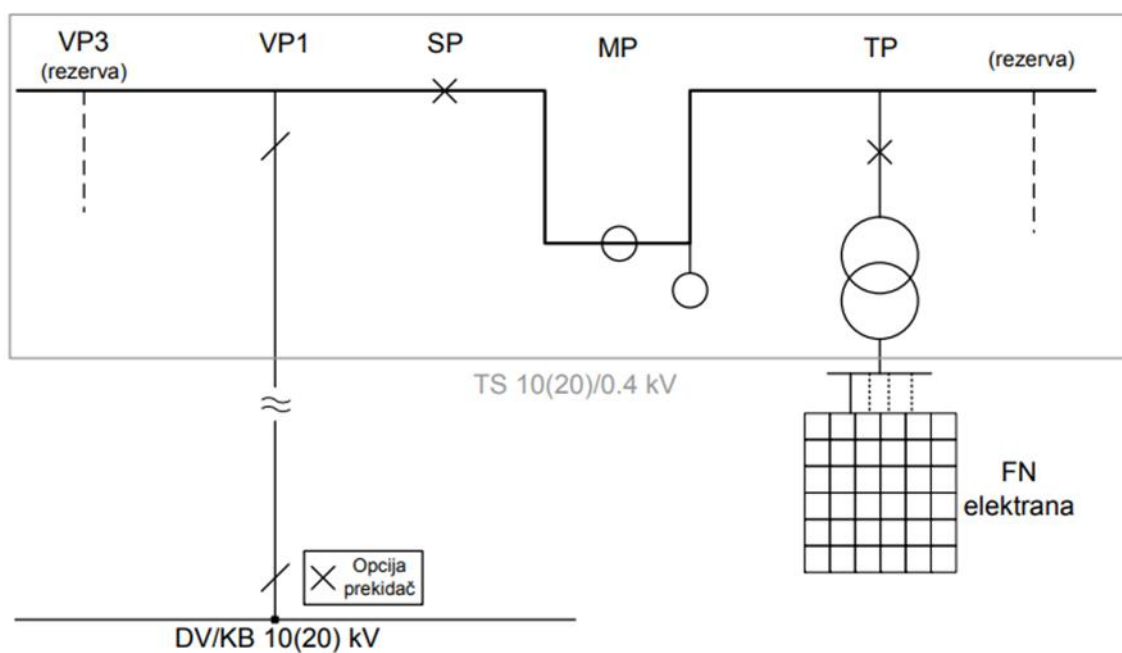 VP3
(rezerva)
VP1
SP
MP
TP
(rezerva)
TS 10(20)/0.4 kV
FN
elektrana
Opcija
prekidač
DV/KB 10(20) kV